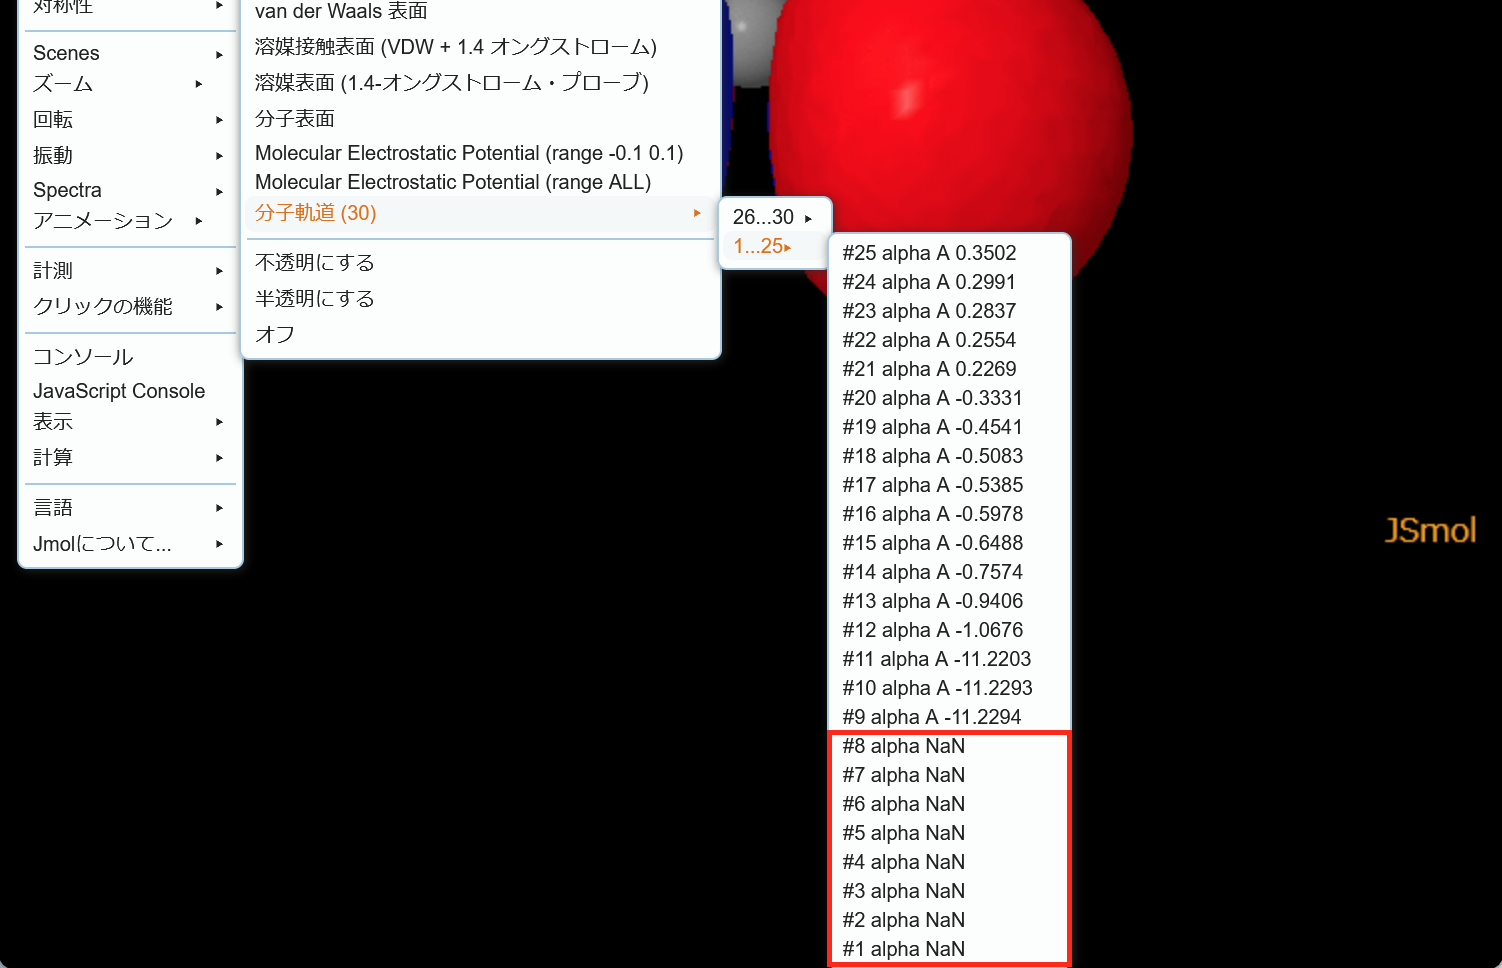 対称性
Scenes
ズーム
回転
振動
Spectra
アニメーション
計測
クリックの機能
コンソール
JavaScript Console
表示
計算
言語
Jmolについて...
van der Waals 表面
溶媒接触表面 (VDW + 1.4 オングストローム)
溶媒表面 (1.4-オングストローム・プローブ)
分子表面
Molecular Electrostatic Potential (range -0.1 0.1)
Molecular Electrostatic Potential (range ALL)
分子軌道 (30)
不透明にする
半透明にする
オフ
26...30
1...25
#25 alpha A 0.3502
#24 alpha A 0.2991
#23 alpha A 0.2837
#22 alpha A 0.2554
#21 alpha A 0.2269
#20 alpha A -0.3331
#19 alpha A -0.4541
#18 alpha A -0.5083
#17 alpha A -0.5385
#16 alpha A -0.5978
#15 alpha A -0.6488
#14 alpha A -0.7574
#13 alpha A -0.9406
#12 alpha A -1.0676
#11 alpha A -11.2203
#10 alpha A -11.2293
#9 alpha A -11.2294
#8 alpha NaN
#7 alpha NaN
#6 alpha NaN
#5 alpha NaN
#4 alpha NaN
#3 alpha NaN
#2 alpha NaN
#1 alpha NaN
JSmol